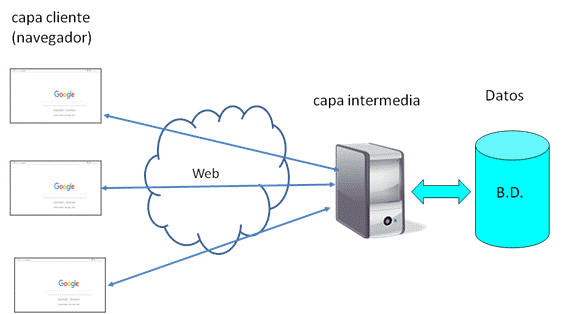 capa cliente
(navegador)
capa intermedia
Datos
Google
Web
B.D.
Google
Google